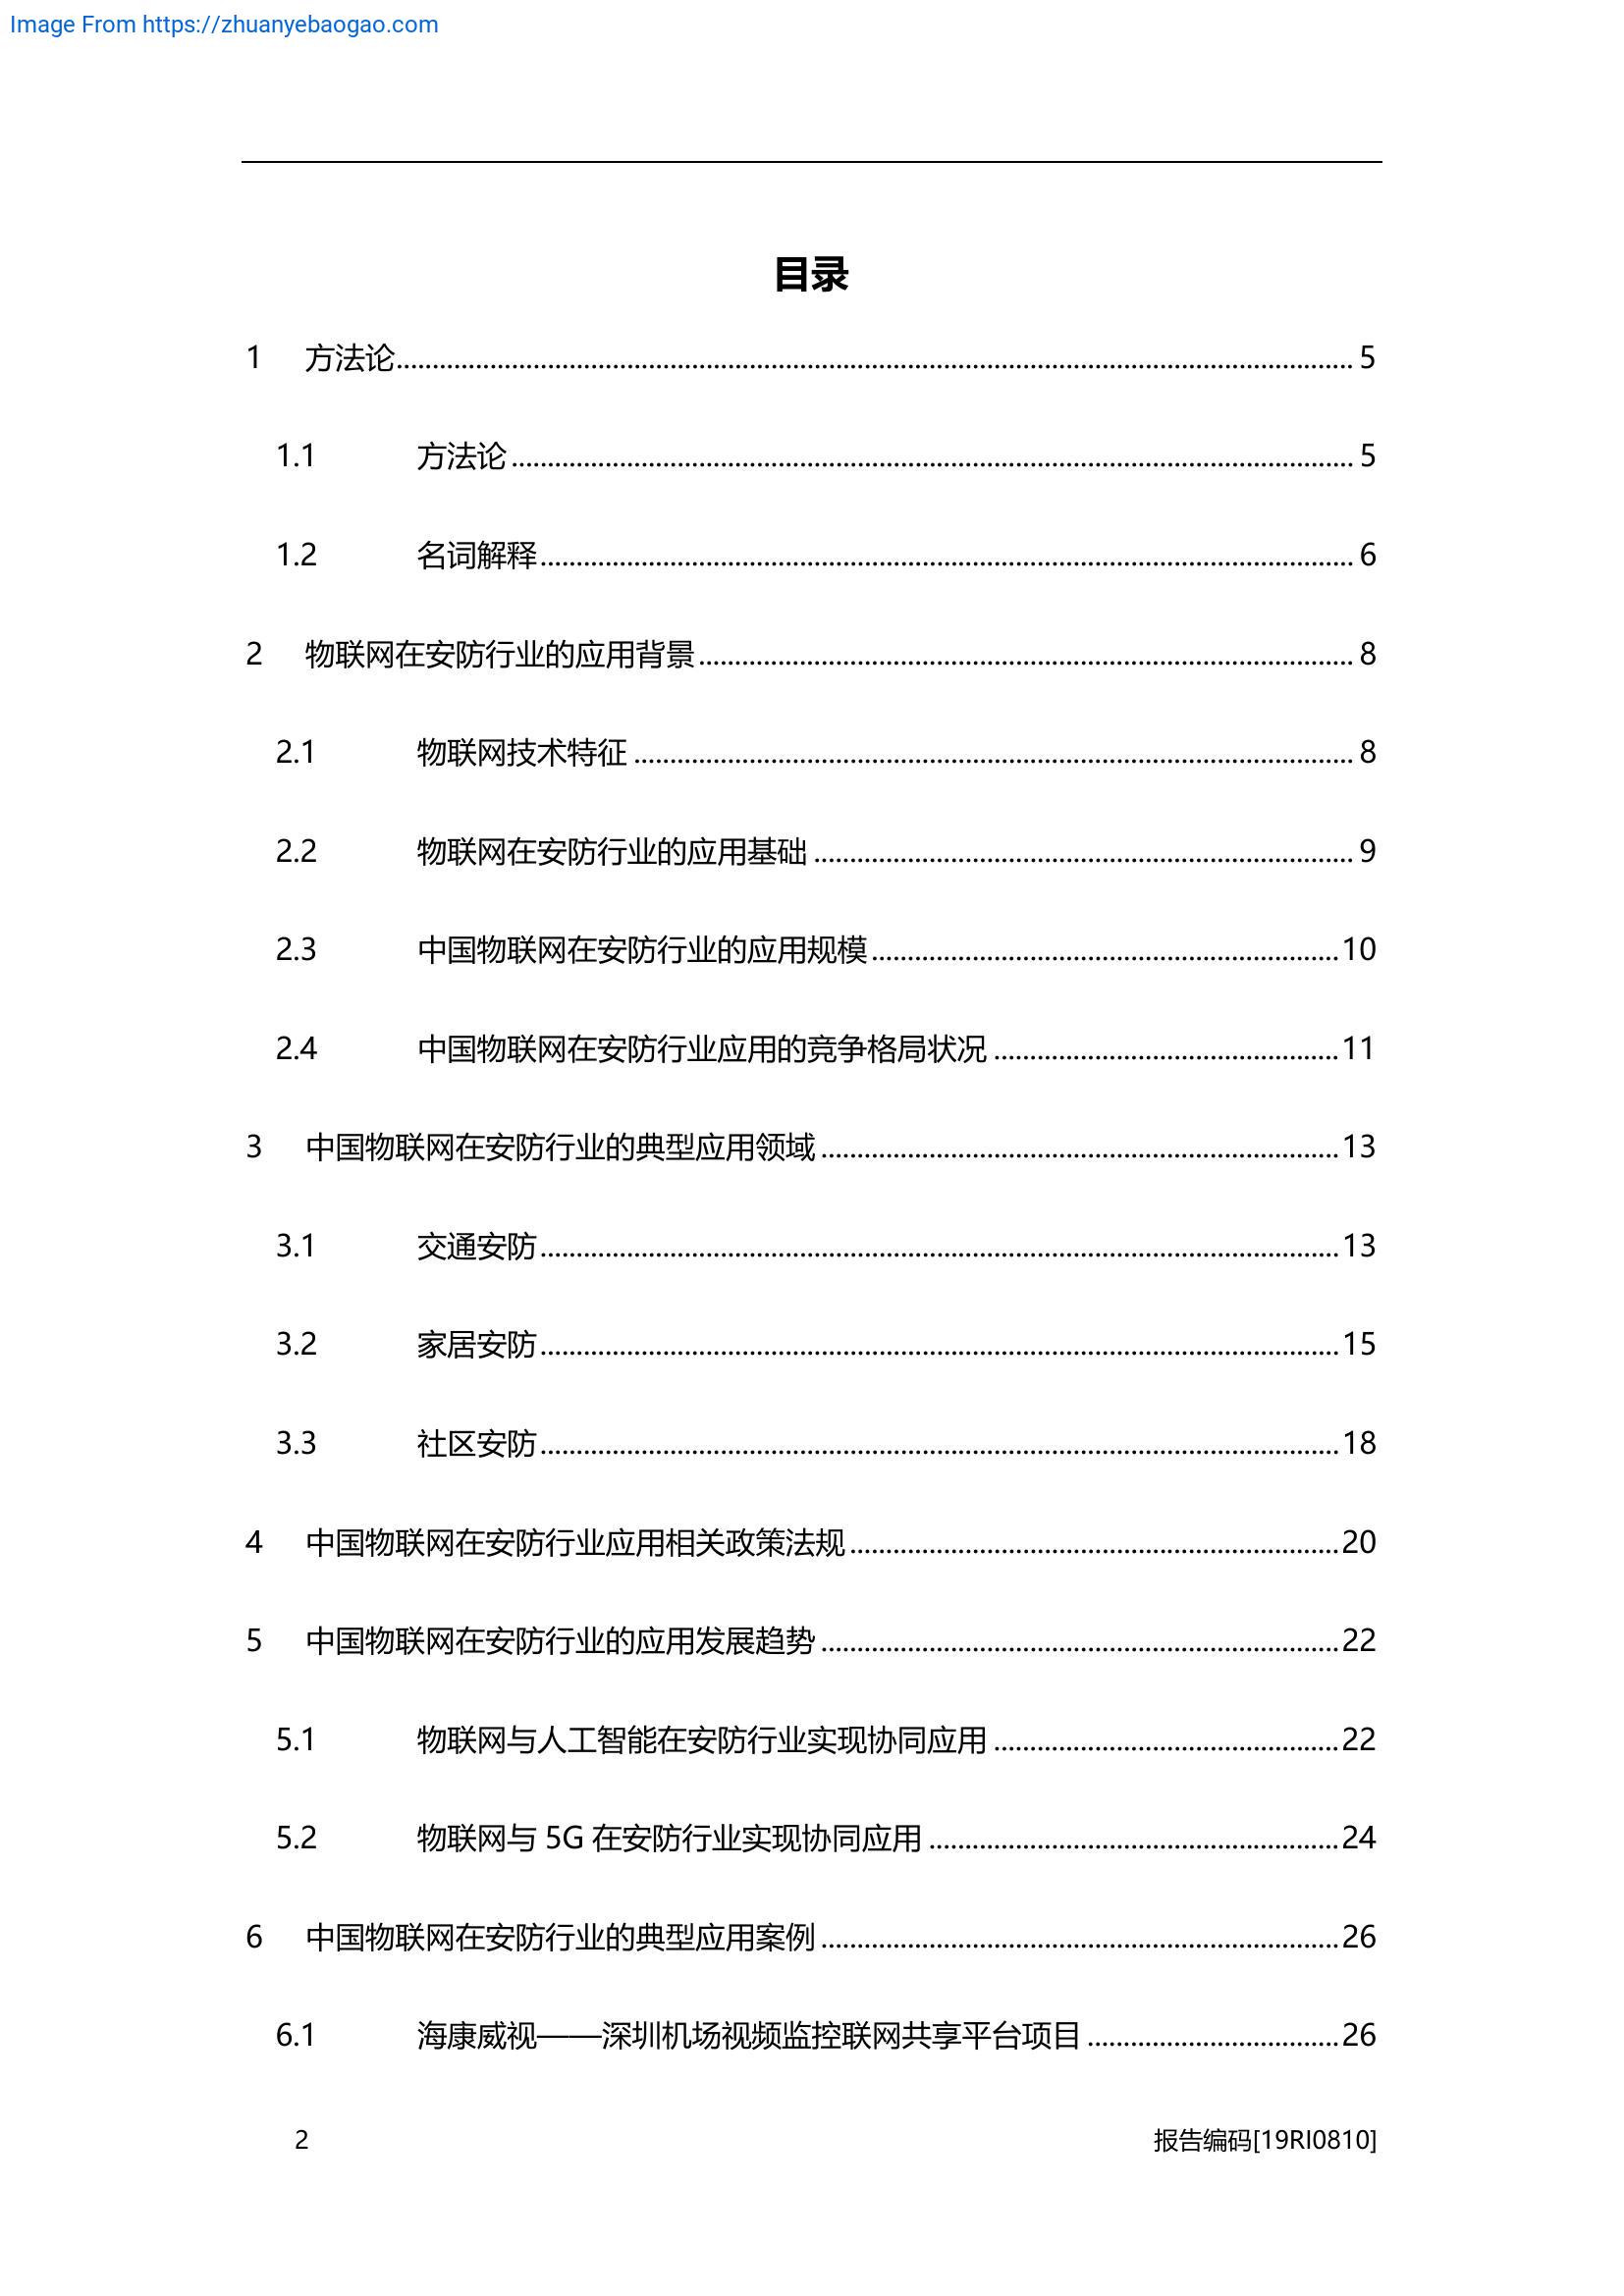 Image From https://zhuanyebaogao.com
目录
1 方法论 5
1.1 方法论 5
1.2 名词解释 6
2 物联网在安防行业的应用背景 8
2.1 物联网技术特征 8
2.2 物联网在安防行业的应用基础 9
2.3 中国物联网在安防行业的应用规模 10
2.4 中国物联网在安防行业应用的竞争格局状况 11
3 中国物联网在安防行业的典型应用领域 13
3.1 交通安防 13
3.2 家居安防 15
3.3 社区安防 18
4 中国物联网在安防行业应用相关政策法规 20
5 中国物联网在安防行业的应用发展趋势 22
5.1 物联网与人工智能在安防行业实现协同应用 22
5.2 物联网与 5G 在安防行业实现协同应用 24
6 中国物联网在安防行业的典型应用案例 26
6.1 海康威视——深圳机场视频监控联网共享平台项目 26
2 报告编码[19RI0810]